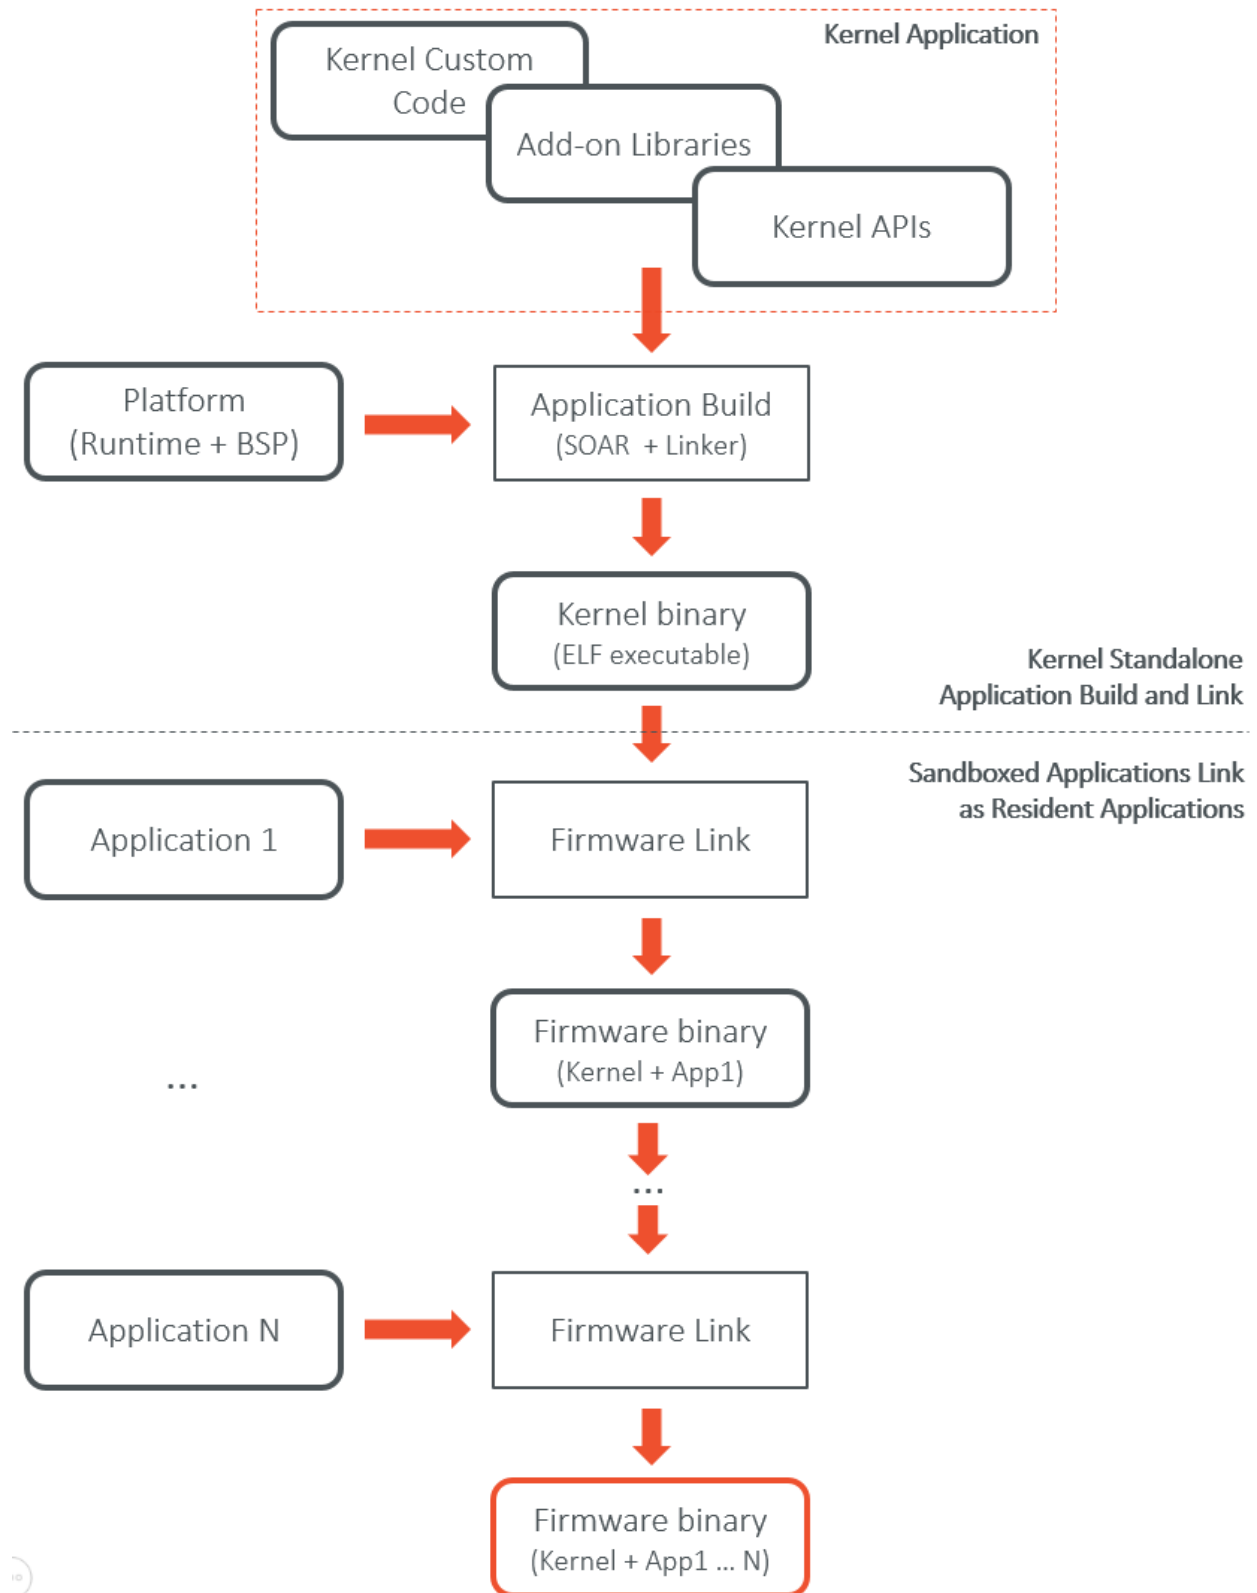 Kernel Application
Kernel Custom
Code
Add-on Libraries
Kernel APIs
Platform
(Runtime + BSP)
Application Build
(SOAR + Linker)
Kernel binary
(ELF executable)
Kernel Standalone
Application Build and Link
Sandboxed Applications Link
as Resident Applications
Application 1
Firmware Link
Firmware binary
(Kernel + App1)
...
...
Application N
Firmware Link
Firmware binary
(Kernel + App1 ... N)